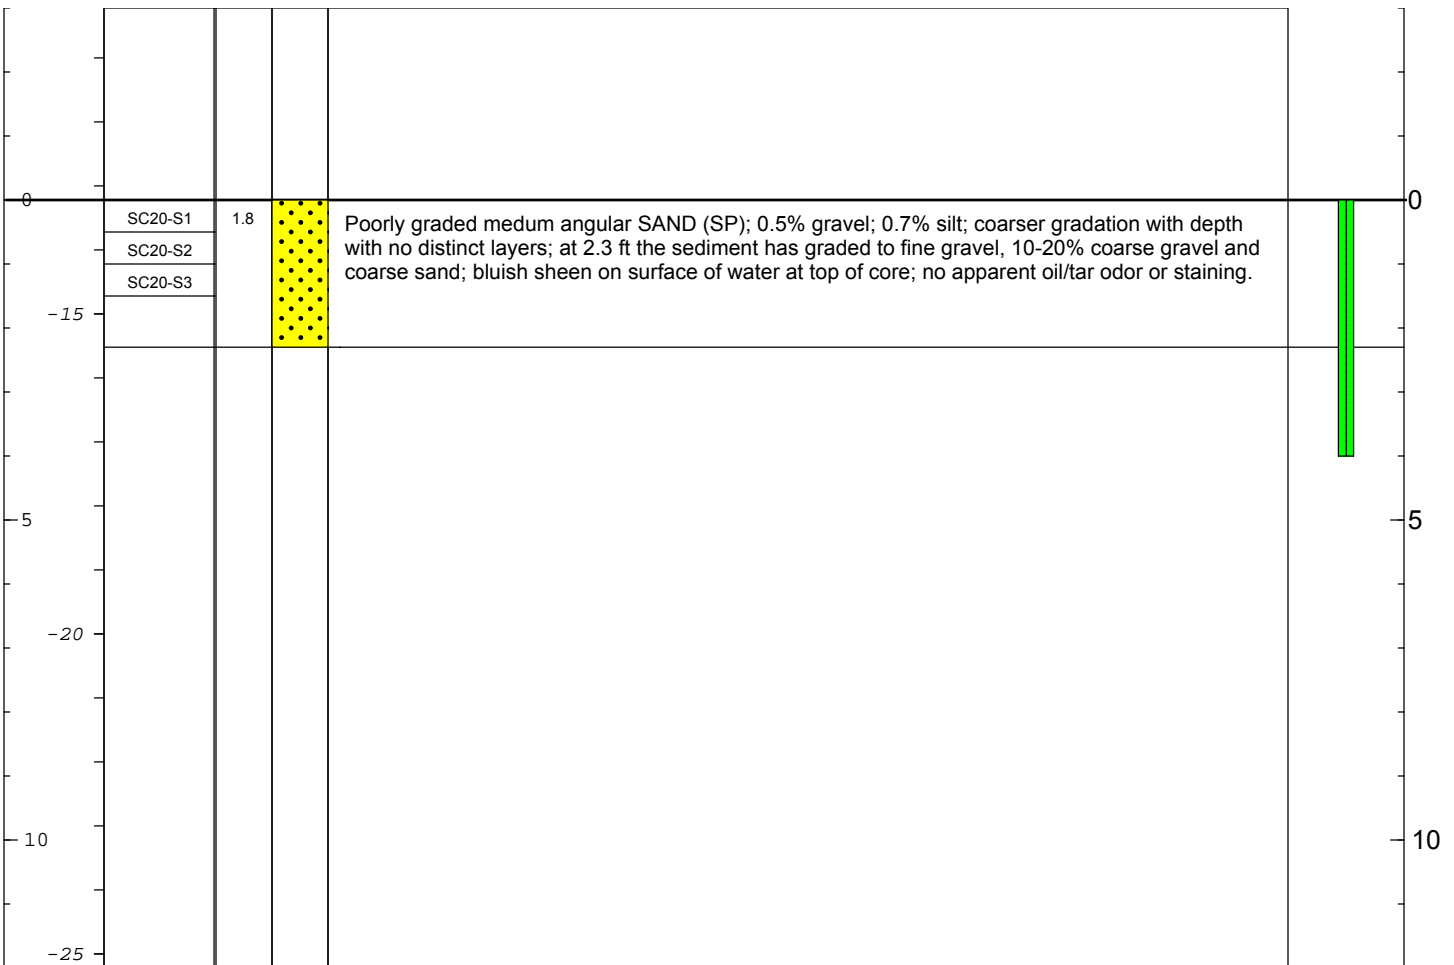 0
0
SC20-S1
1.8
Poorly graded medum angular SAND (SP); 0.5% gravel; 0.7% silt; coarser gradation with depth
with no distinct layers; at 2.3 ft the sediment has graded to fine gravel, 10-20% coarse gravel and
coarse sand; bluish sheen on surface of water at top of core; no apparent oil/tar odor or staining.
SC20-S2
SC20-S3
-15
5
5
-20
10
10
-25